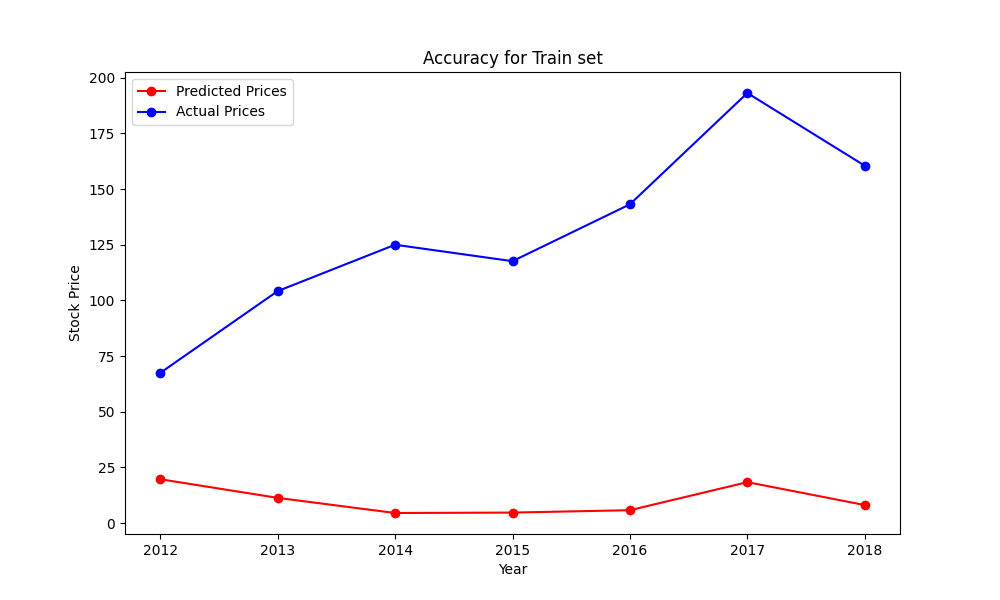 Accuracy for Train set
Predicted Prices
Actual Prices
200
175
150
125
100
75
50
25
0
Stock Price
2012 2013 2014 2015 2016 2017 2018
Year